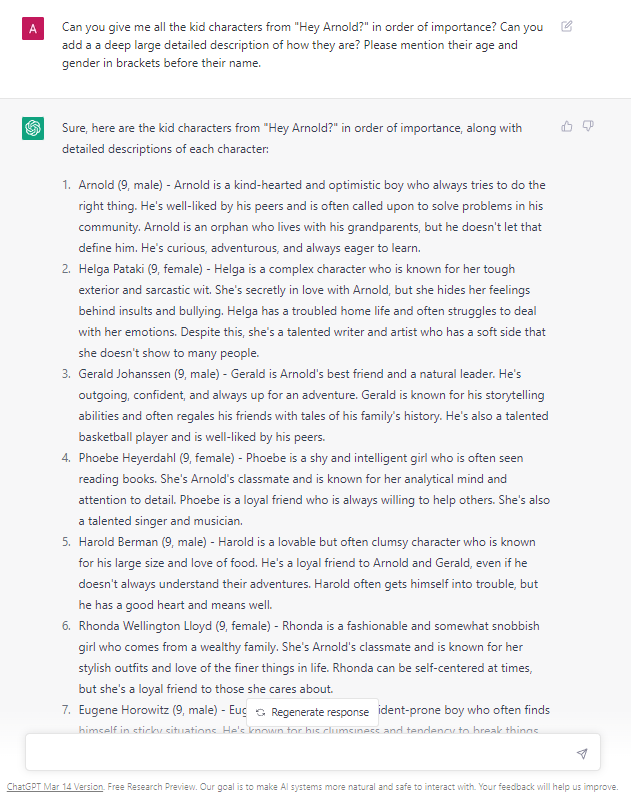 A
Can you give me all the kid characters from "Hey Arnold?" in order of importance? Can you
add a a deep large detailed description of how they are? Please mention their age and
gender in brackets before their name.
Sure, here are the kid characters from "Hey Arnold?" in order of importance, along with
detailed descriptions of each character:
1. Arnold (9, male) - Arnold is a kind-hearted and optimistic boy who always tries to do the
right thing. He's well-liked by his peers and is often called upon to solve problems in his
community. Arnold is an orphan who lives with his grandparents, but he doesn't let that
define him. He's curious, adventurous, and always eager to learn.
2. Helga Pataki (9, female) - Helga is a complex character who is known for her tough
exterior and sarcastic wit. She's secretly in love with Arnold, but she hides her feelings
behind insults and bullying. Helga has a troubled home life and often struggles to deal
with her emotions. Despite this, she's a talented writer and artist who has a soft side that
she doesn't show to many people.
3. Gerald Johanssen (9, male) - Gerald is Arnold's best friend and a natural leader. He's
outgoing, confident, and always up for an adventure. Gerald is known for his storytelling
abilities and often regales his friends with tales of his family's history. He's also a talented
basketball player and is well-liked by his peers.
4. Phoebe Heyerdahl (9, female) - Phoebe is a shy and intelligent girl who is often seen
reading books. She's Arnold's classmate and is known for her analytical mind and
attention to detail. Phoebe is a loyal friend who is always willing to help others. She's also
a talented singer and musician.
5. Harold Berman (9, male) - Harold is a lovable but often clumsy character who is known
for his large size and love of food. He's a loyal friend to Arnold and Gerald, even if he
doesn't always understand their adventures. Harold often gets himself into trouble, but
he has a good heart and means well.
6. Rhonda Wellington Lloyd (9, female) - Rhonda is a fashionable and somewhat snobbish
girl who comes from a wealthy family. She's Arnold's classmate and is known for her
stylish outfits and love of the finer things in life. Rhonda can be self-centered at times,
but she's a loyal friend to those she cares about.
7. Eugene Horowitz (9, male) - Eug ident-prone boy who often finds
Regenerate response
himself in sticky situations. He's known for his clumsiness and tendency to break things.
ChatGPT Mar 14 Version. Free Research Preview. Our goal is to make AI systems more natural and safe to interact with. Your feedback will help us improve.